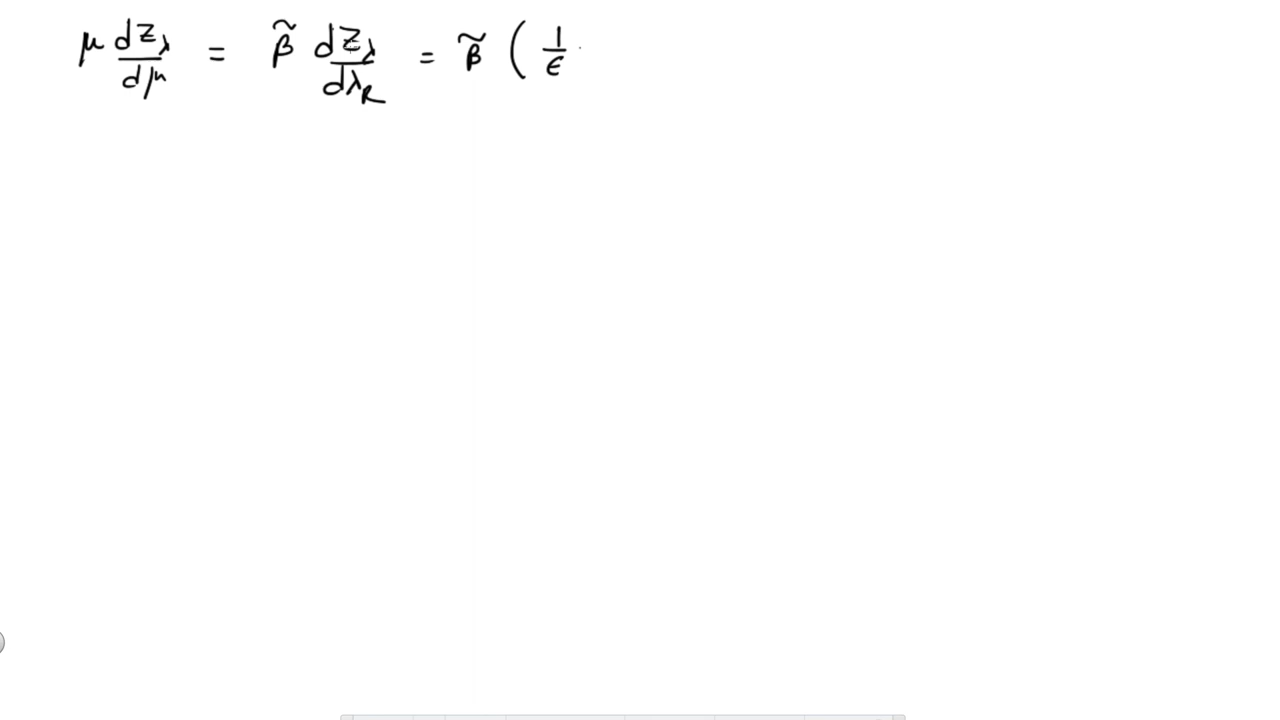 μ dZ_λ/dμ = β̃ dZ_λ/dλ_R = β̃ ( 1/ϵ